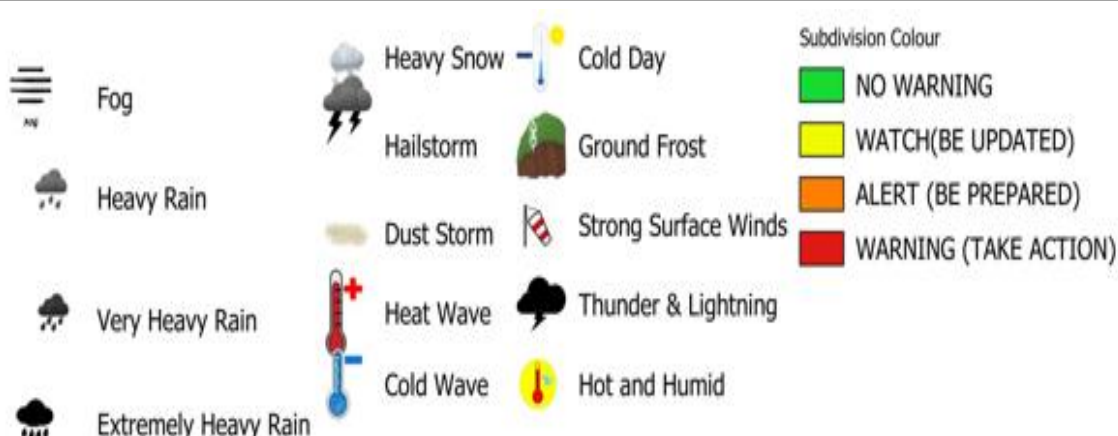 Fog
Heavy Rain
Very Heavy Rain
Extremely Heavy Rain
Heavy Snow
Hailstorm
Dust Storm
Heat Wave
Cold Wave
Cold Day
Ground Frost
Strong Surface Winds
Thunder & Lightning
Hot and Humid
Subdivision Colour
NO WARNING
WATCH(BE UPDATED)
ALERT (BE PREPARED)
WARNING (TAKE ACTION)